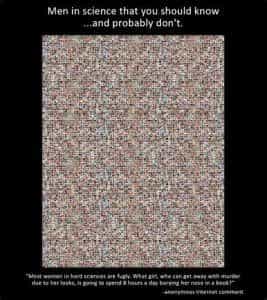 Men in science that you should know
...and probably don't.
"Most women in hard sciences are fugly. What girl, who can get away with murder
due to her looks, is going to spend 8 hours a day burying her nose in a book?"
-anonymous internet comment